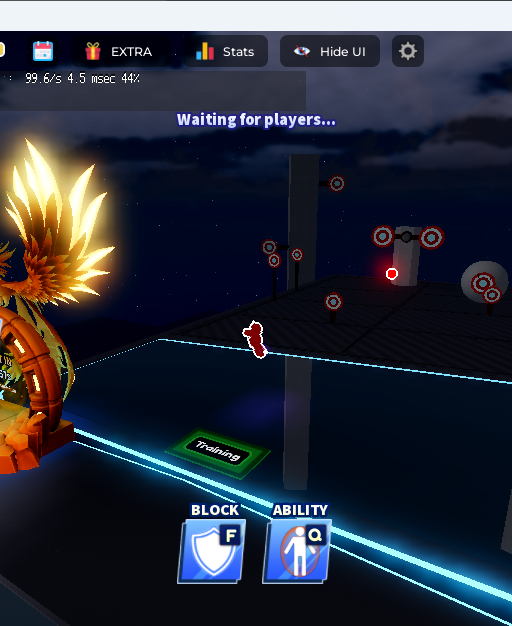 EXTRA
Stats
Hide UI
: 99.6/s 4.5 msec 44%
Waiting for players...
Training
BLOCK ABILITY
F Q